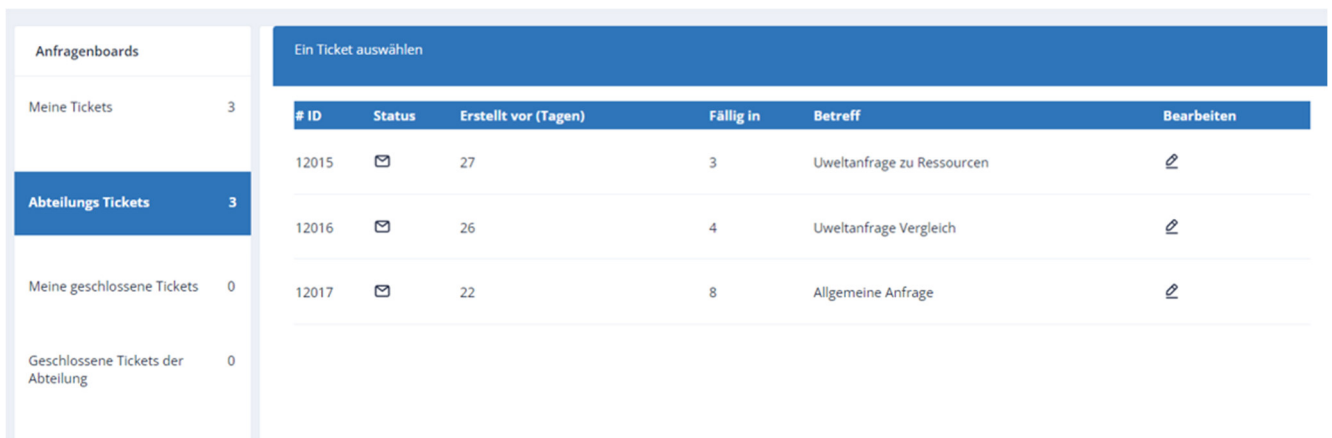 Anfragenboards
Meine Tickets 3
Abteilungs Tickets 3
Meine geschlossene Tickets 0
Geschlossene Tickets der 0
Abteilung
Ein Ticket auswählen
# ID Status Erstellt vor (Tagen) Fällig in Betreff Bearbeiten
12015 27 3 Uweltanfrage zu Ressourcen
12016 26 4 Uweltanfrage Vergleich
12017 22 8 Allgemeine Anfrage